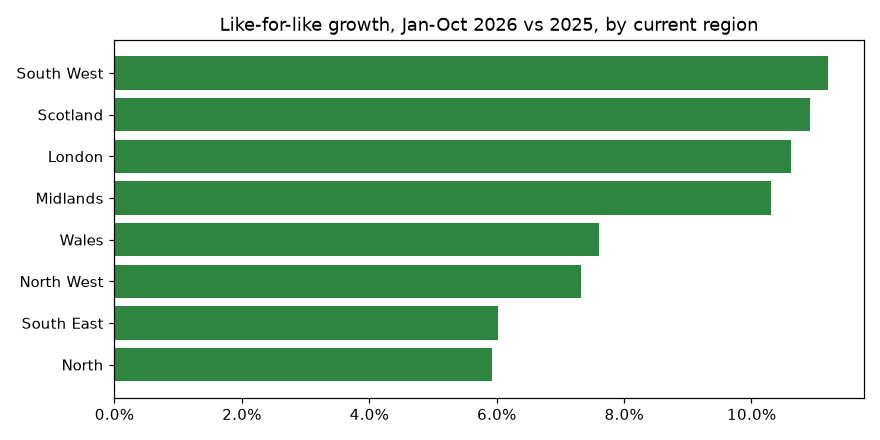 Like-for-like growth, Jan-Oct 2026 vs 2025, by current region
South West
Scotland
London
Midlands
Wales
North West
South East
North
0.0% 2.0% 4.0% 6.0% 8.0% 10.0%